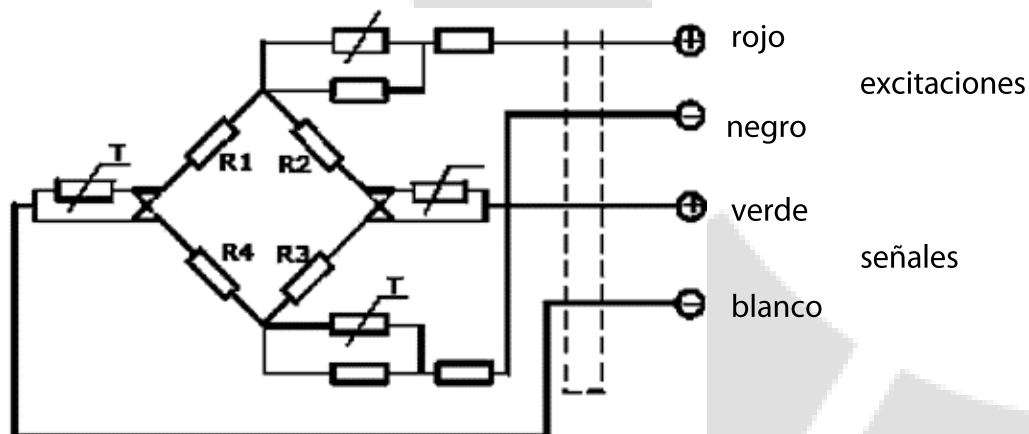 rojo
excitaciones
negro
T
R1
R2
verde
R4
R3
señales
T
blanco